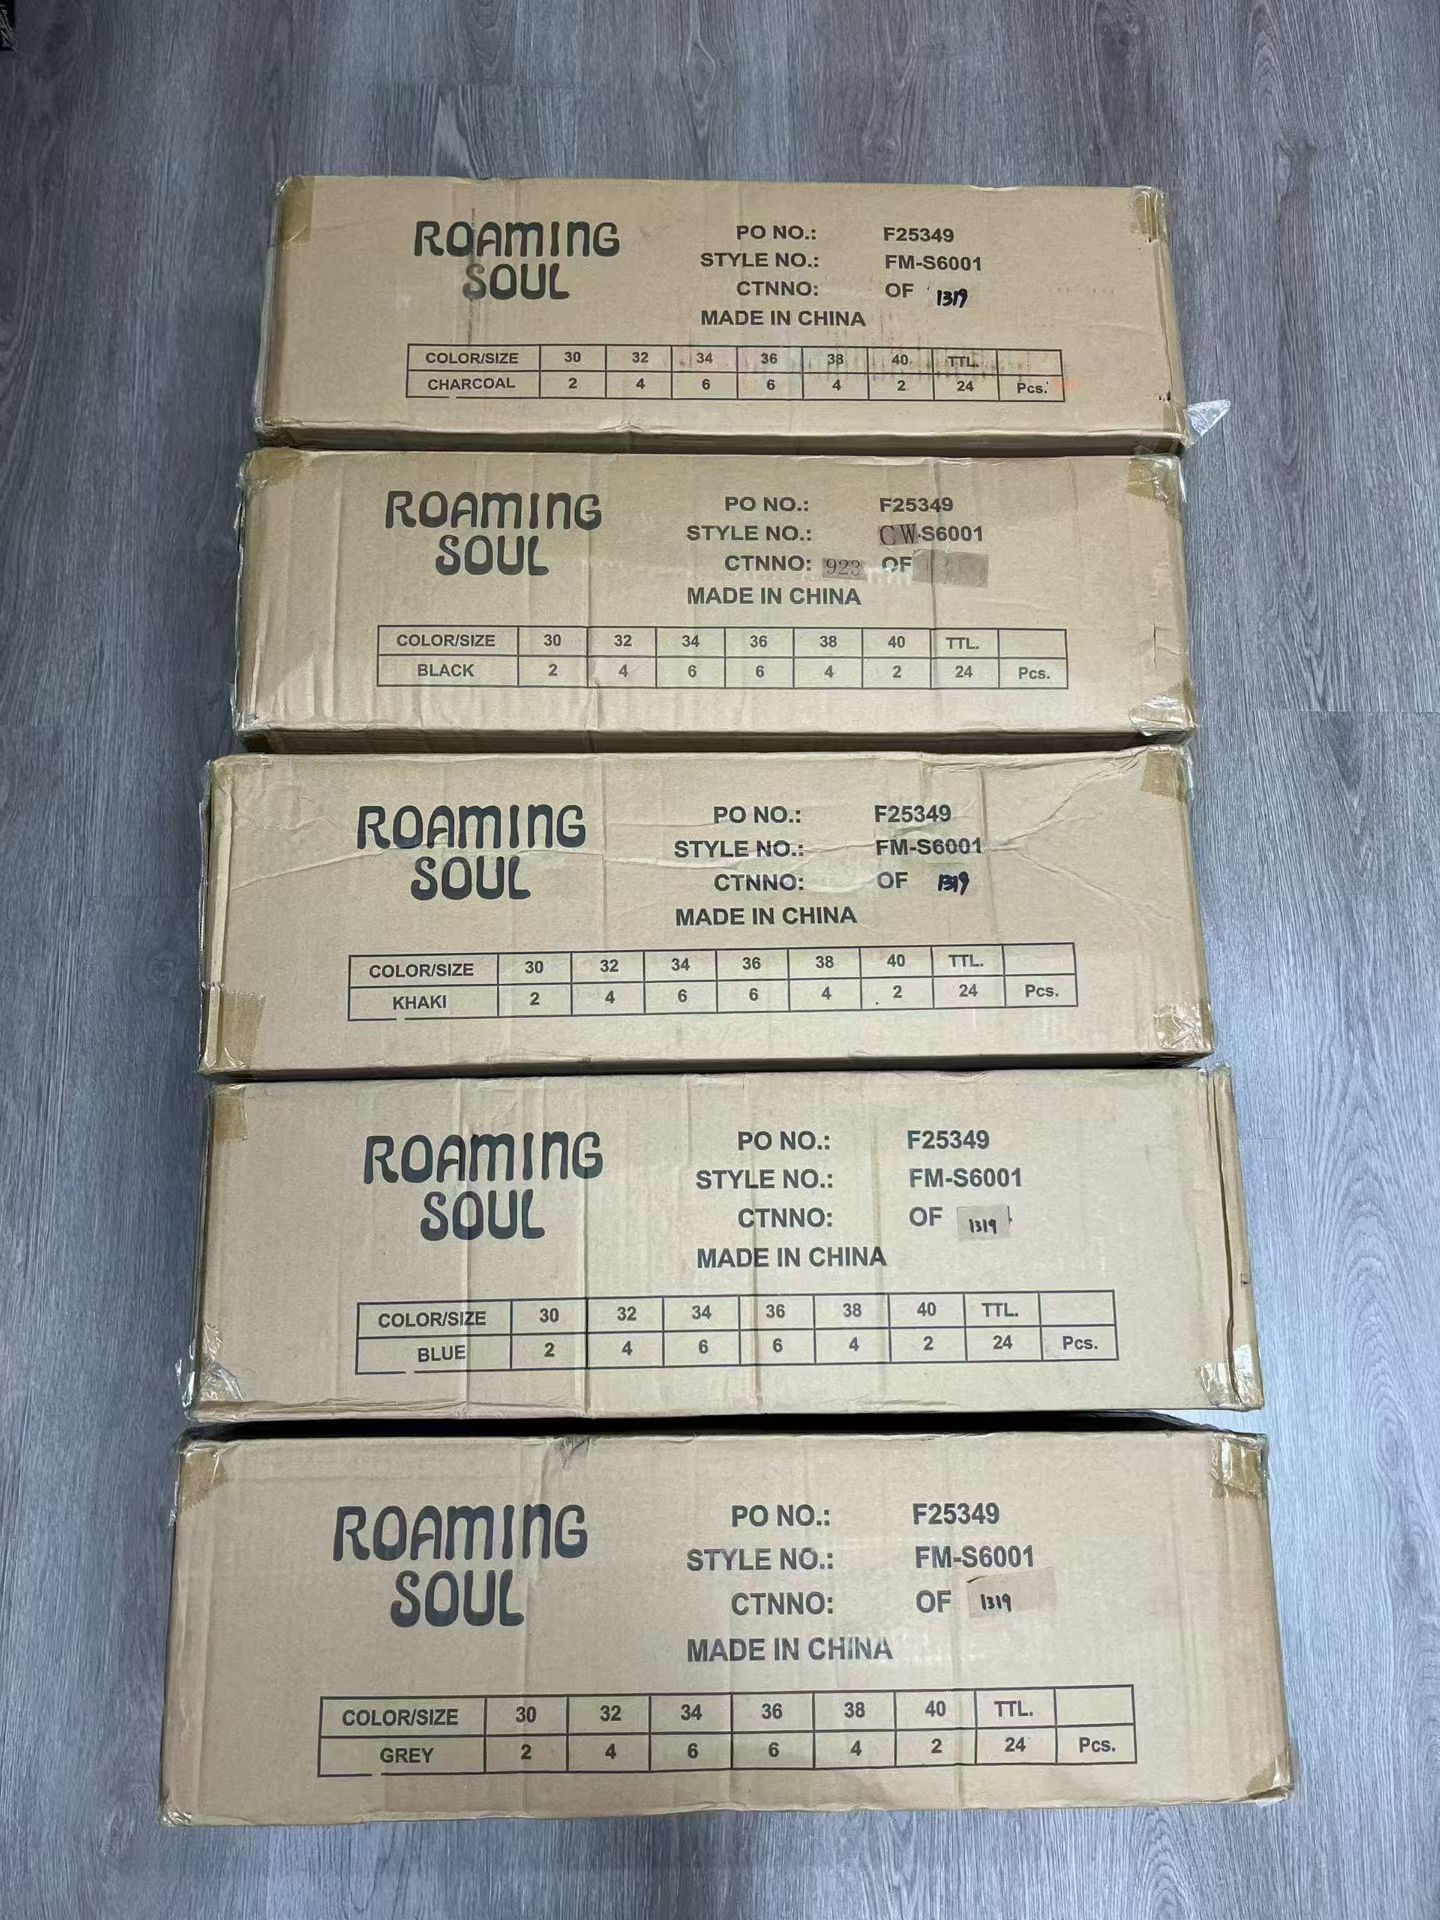 ROAMING
SOUL
PO NO.: F25349
STYLE NO.: FM-S6001
CTNNO: OF 1319
MADE IN CHINA
COLOR/SIZE 30 32 34 36 38 40 TTL.
CHARCOAL 2 4 6 6 4 2 24 Pcs.
ROAMING
SOUL
PO NO.: F25349
STYLE NO.: CW-S6001
CTNNO: 923 OF
MADE IN CHINA
COLOR/SIZE 30 32 34 36 38 40 TTL.
BLACK 2 4 6 6 4 2 24 Pcs.
ROAMING
SOUL
PO NO.: F25349
STYLE NO.: FM-S6001
CTNNO: OF 1319
MADE IN CHINA
COLOR/SIZE 30 32 34 36 38 40 TTL.
KHAKI 2 4 6 6 4 2 24 Pcs.
ROAMING
SOUL
PO NO.: F25349
STYLE NO.: FM-S6001
CTNNO: OF 1319
MADE IN CHINA
COLOR/SIZE 30 32 34 36 38 40 TTL.
BLUE 2 4 6 6 4 2 24 Pcs.
ROAMING
SOUL
PO NO.: F25349
STYLE NO.: FM-S6001
CTNNO: OF 1319
MADE IN CHINA
COLOR/SIZE 30 32 34 36 38 40 TTL.
GREY 2 4 6 6 4 2 24 Pcs.